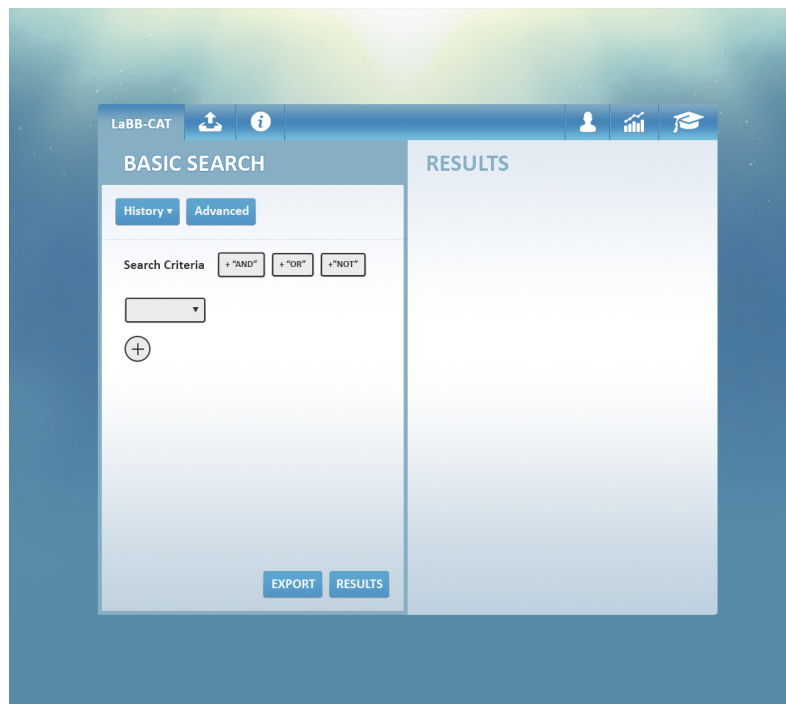 LaBB-CAT
BASIC SEARCH
RESULTS
History ▾ Advanced
Search Criteria + “AND” + “OR” +“NOT”
EXPORT RESULTS